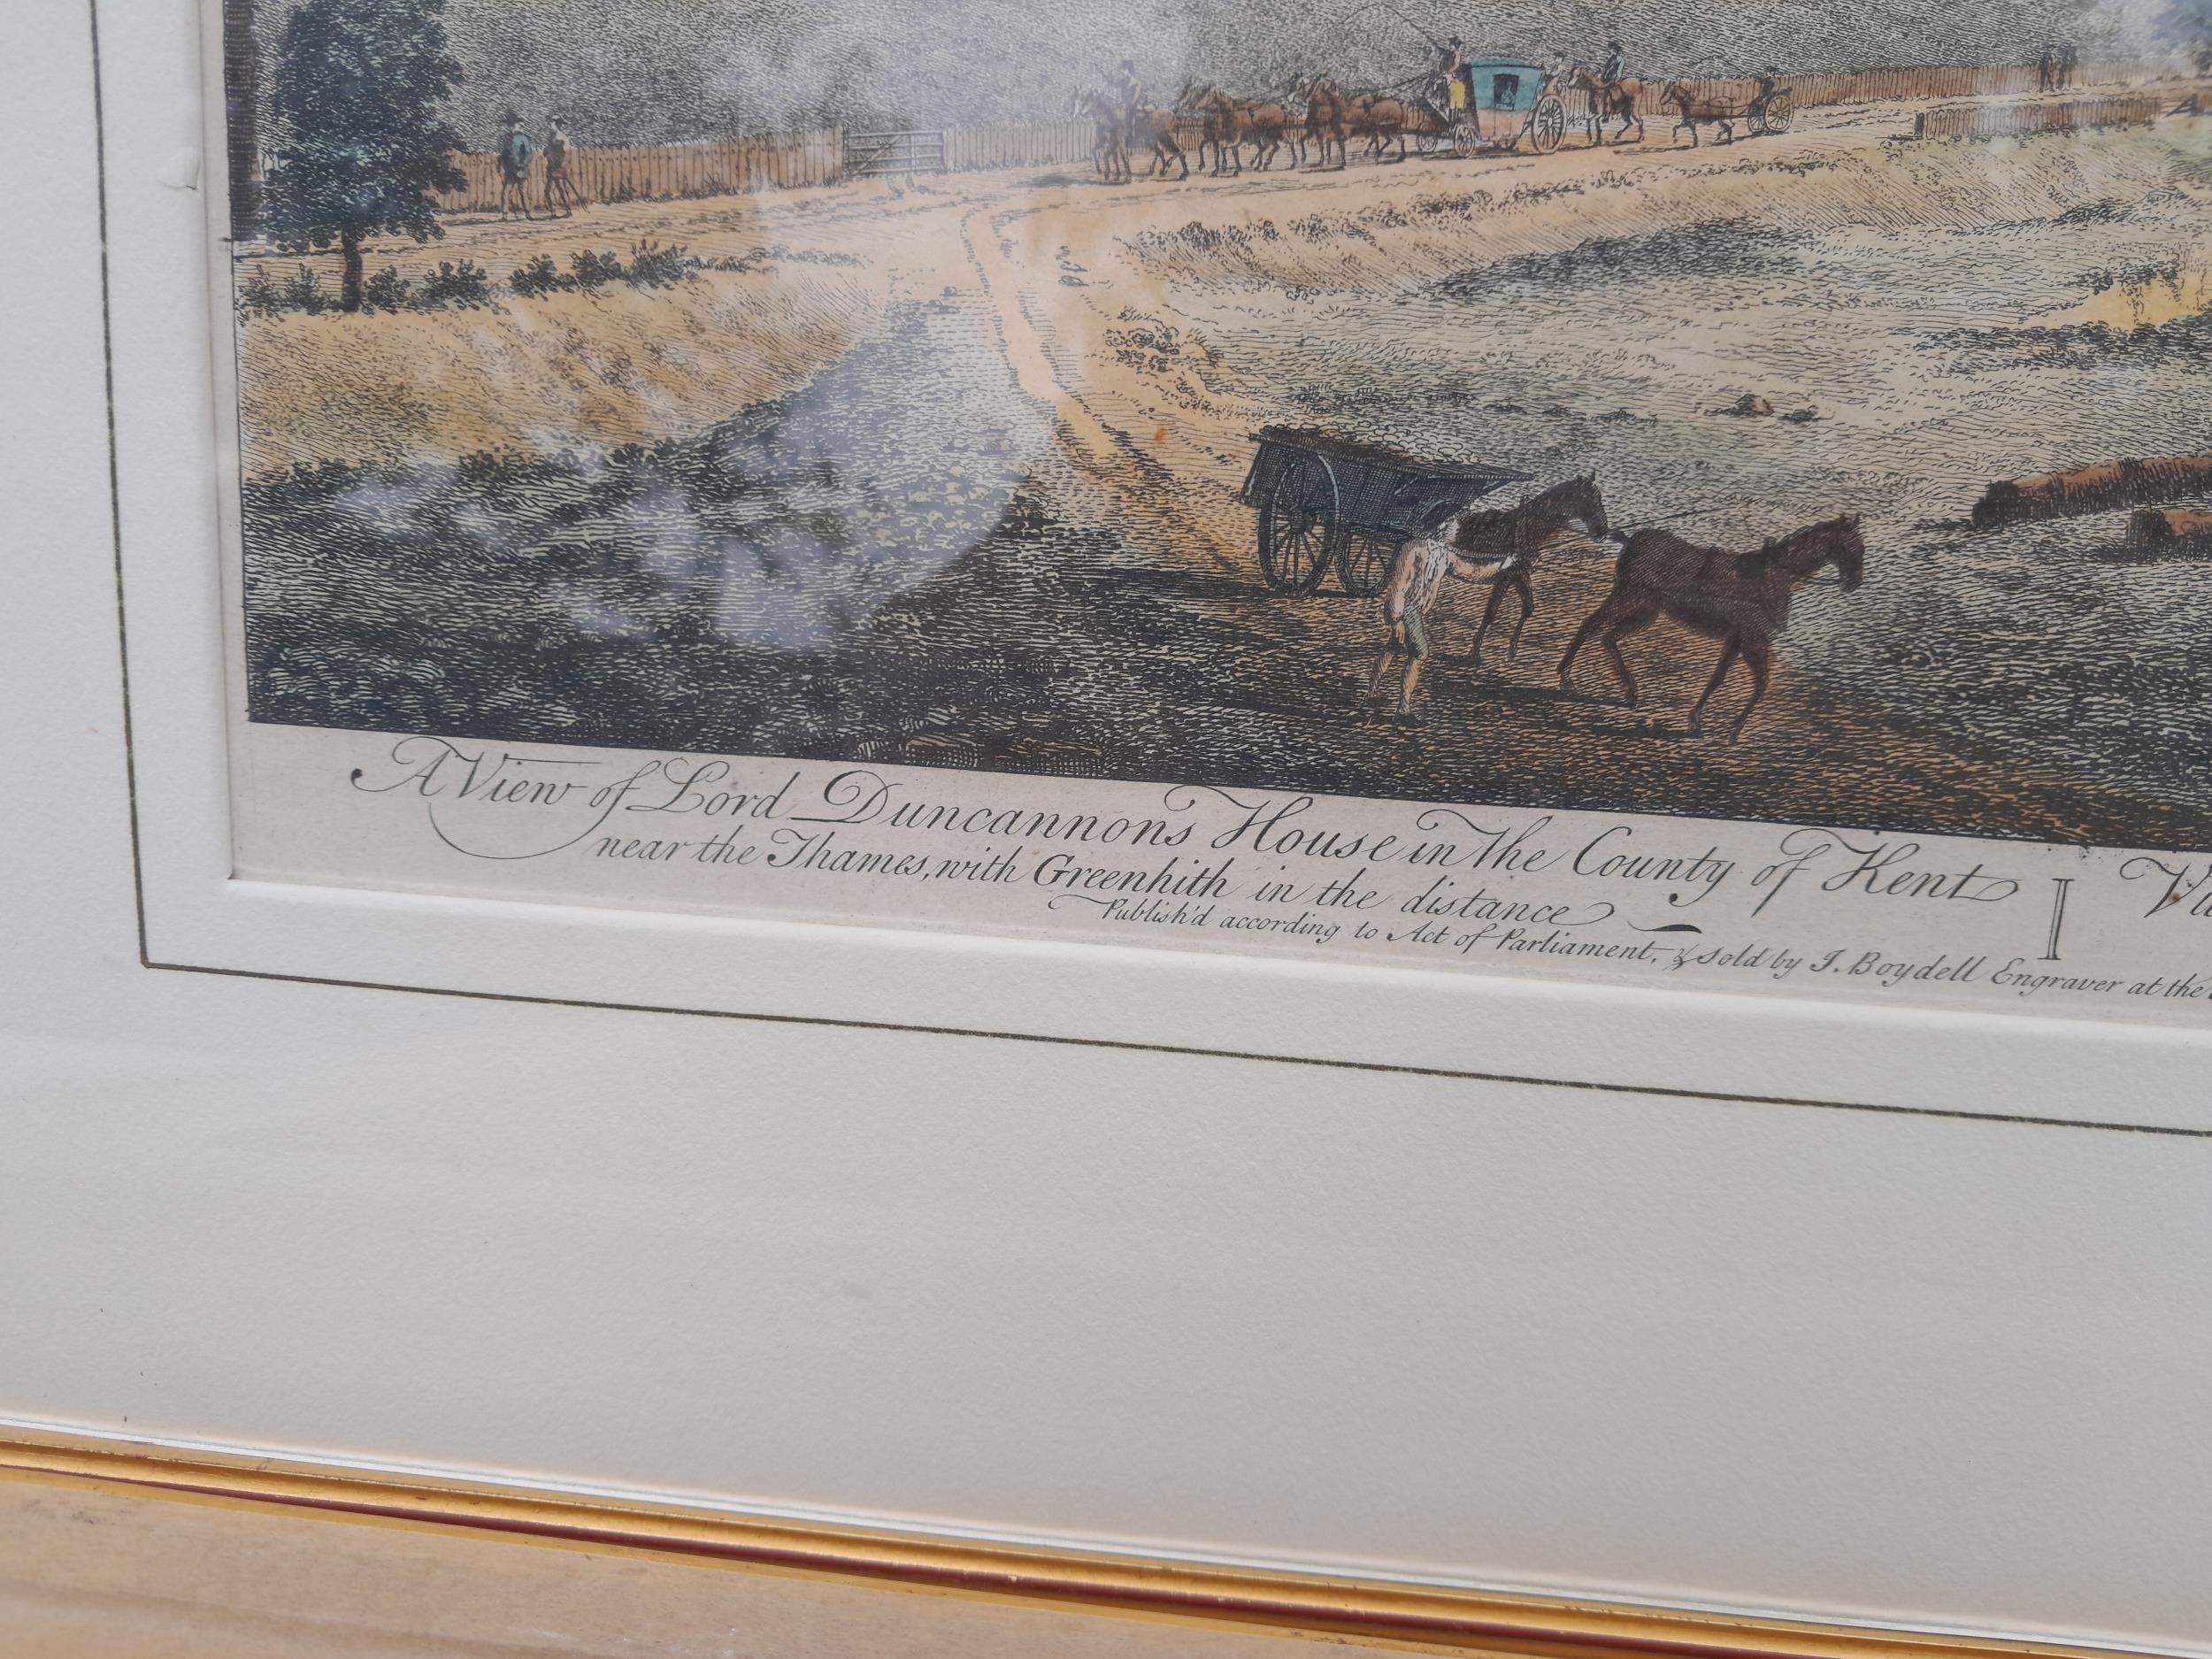 A View of Lord Duncannons House in the County of Kent
near the Thames, with Greenhith in the distance
Publish'd according to Act of Parliament, & Sold by J. Boydell Engraver at the